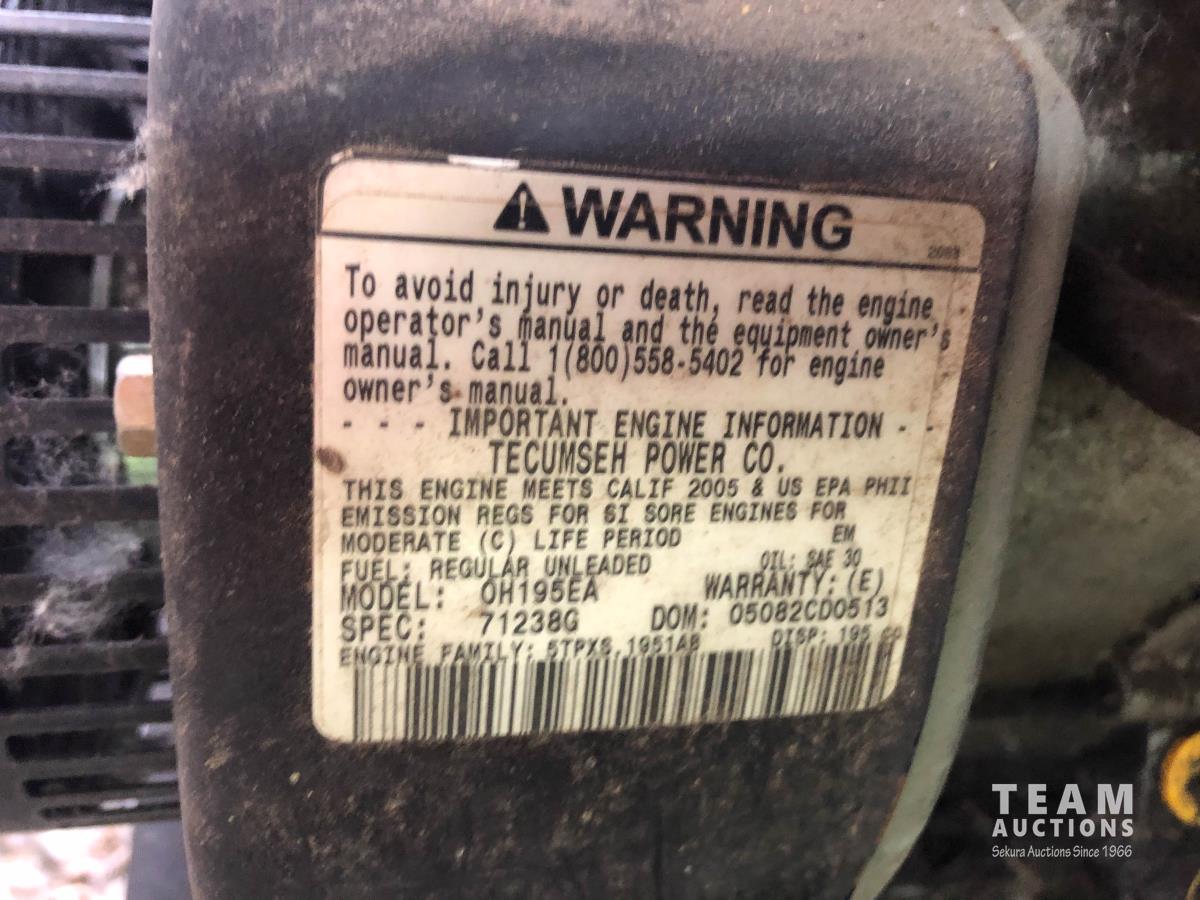 WARNING
To avoid injury or death, read the engine
operator's manual and the equipment owner's
manual. Call 1(800)558-5402 for engine
owner's manual.
- - - IMPORTANT ENGINE INFORMATION - -
TECUMSEH POWER CO.
THIS ENGINE MEETS CALIF 2005 & US EPA PHII
EMISSION REGS FOR SI SORE ENGINES FOR
MODERATE (C) LIFE PERIOD EM
FUEL: REGULAR UNLEADED OIL: SAE 30
MODEL: OH195EA WARRANTY: (E)
SPEC: 71238G DOM: 05082CD0513
ENGINE FAMILY: 5TPXS.1951AB DISP: 195
TEAM
AUCTIONS
Sekura Auctions Since 1966